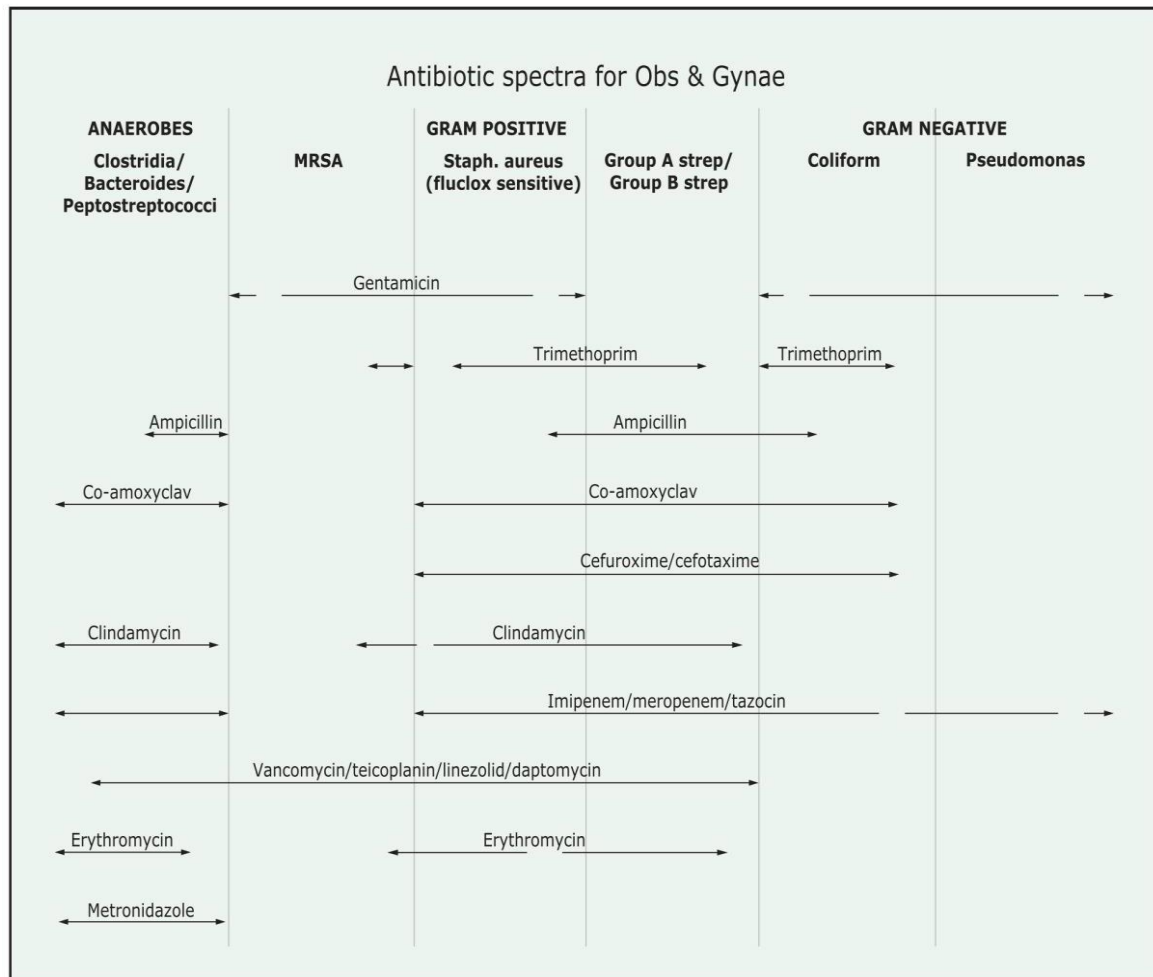 Antibiotic spectra for Obs & Gynae
ANAEROBES
GRAM POSITIVE
GRAM NEGATIVE
Clostridia/
Bacteroides/
Peptostreptococci
MRSA
Staph. aureus
(fluclox sensitive)
Group A strep/
Group B strep
Coliform
Pseudomonas
Gentamicin
Trimethoprim
Trimethoprim
Ampicillin
Ampicillin
Co-amoxyclav
Co-amoxyclav
Cefuroxime/cefotaxime
Clindamycin
Clindamycin
Imipenem/meropenem/tazocin
Vancomycin/teicoplanin/linezolid/daptomycin
Erythromycin
Erythromycin
Metronidazole